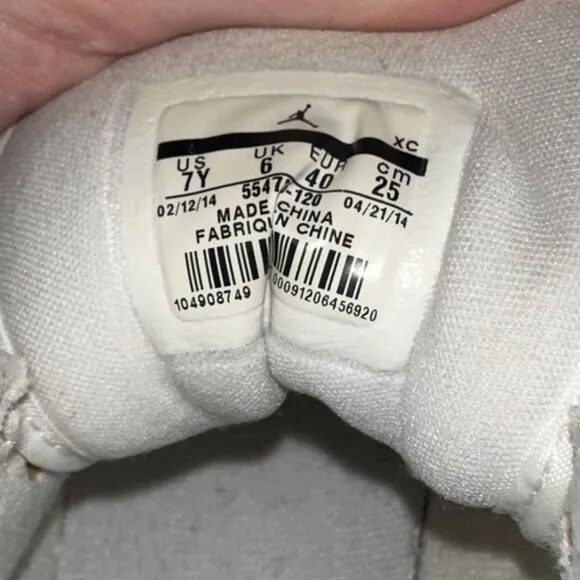 XC
US UK EUR cm
7Y 6 40 25
02/12/14 04/21/14
MADE CHINA
FABRIQU CHINE
104908749 00091206456920